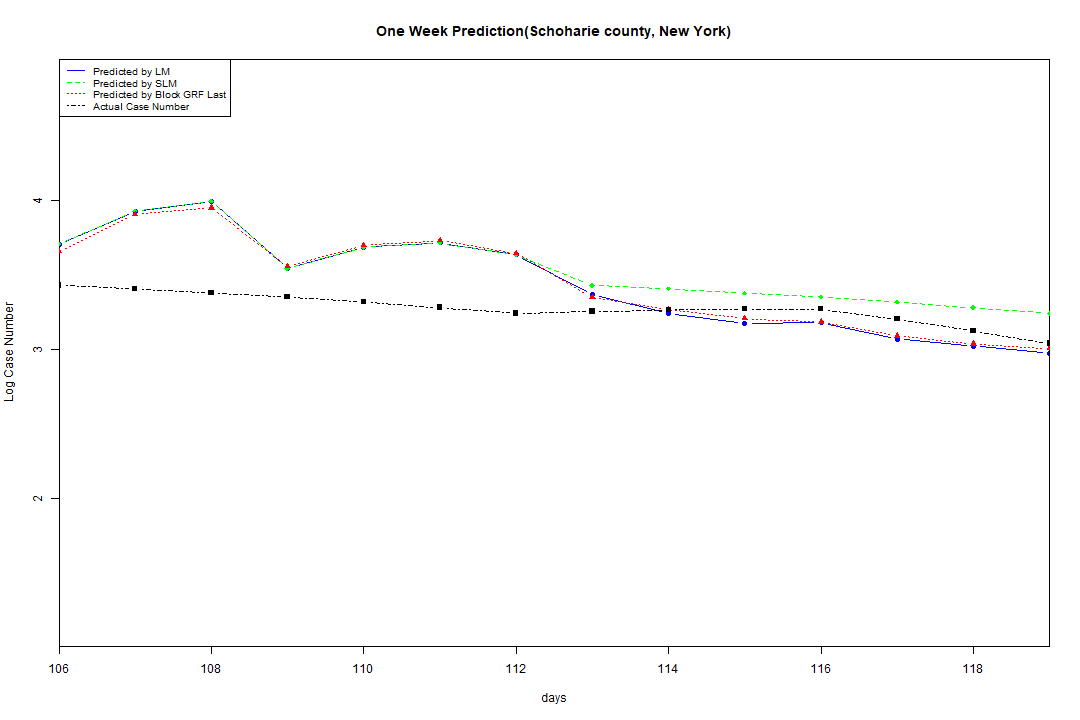 One Week Prediction(Schoharie county, New York)
Predicted by LM
Predicted by SLM
Predicted by Block GRF Last
Actual Case Number
4
3
2
Log Case Number
106 108 110 112 114 116 118
days